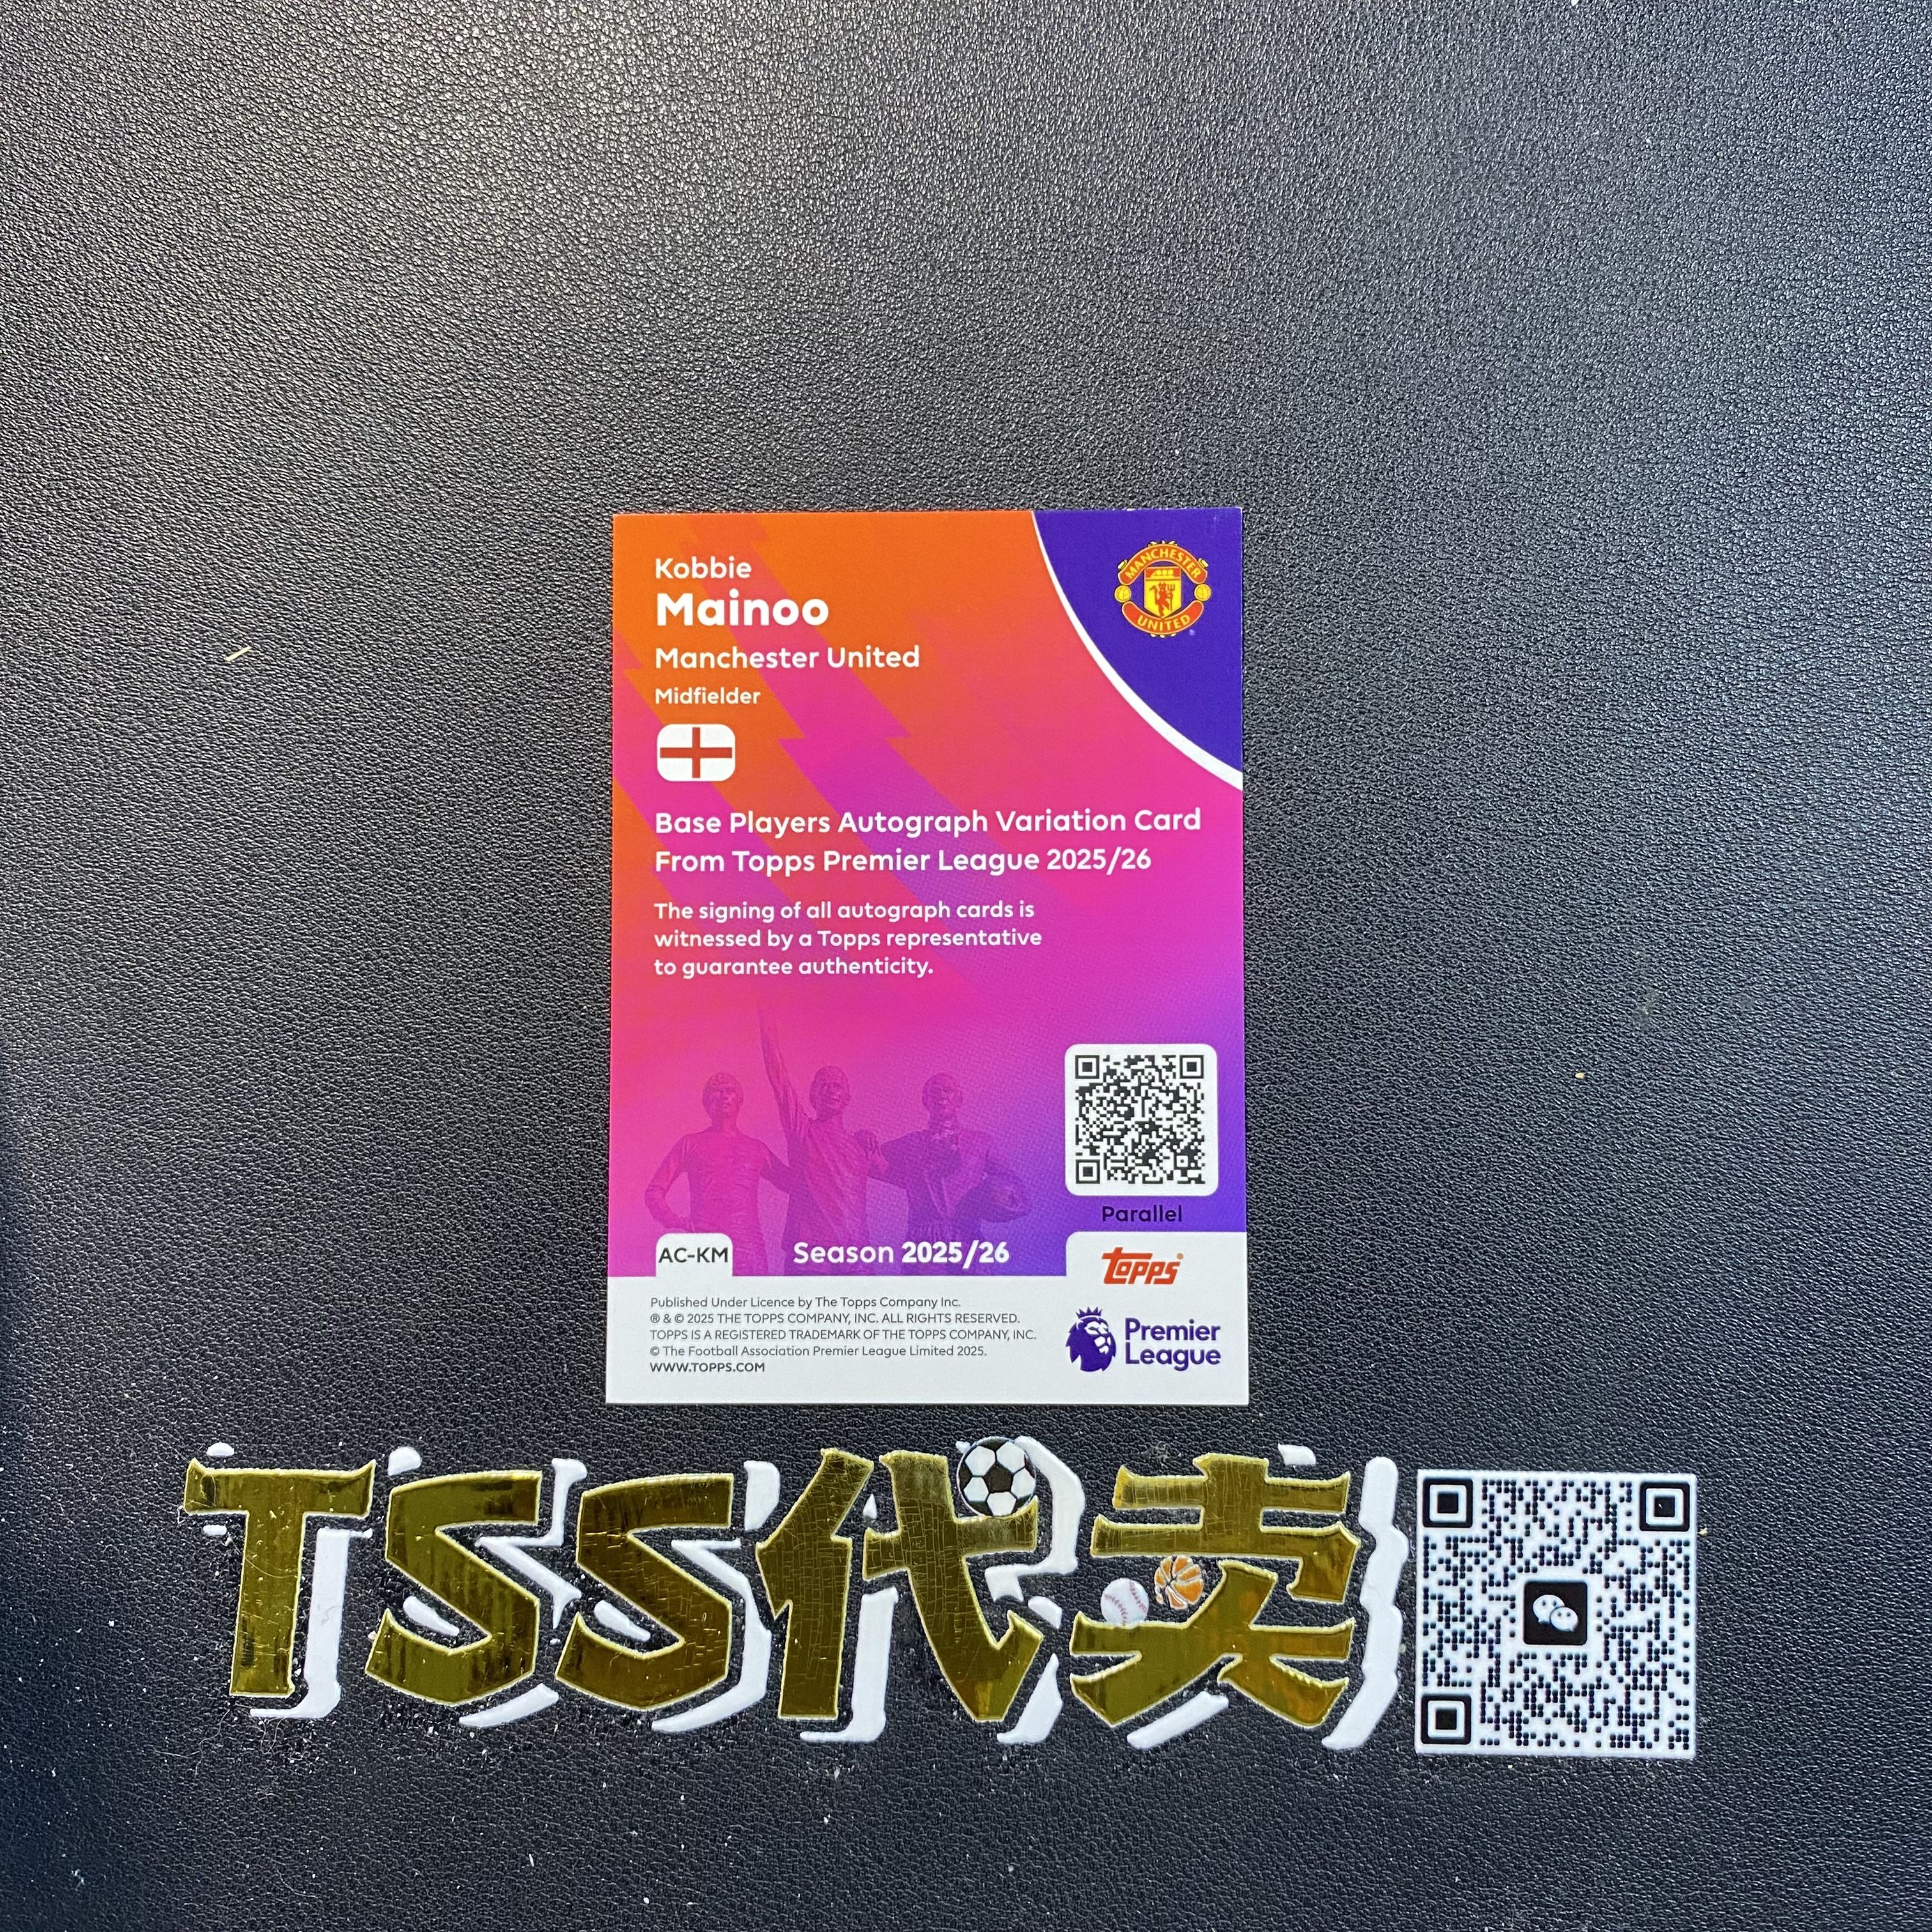 Kobbie
Mainoo
Manchester United
Midfielder
MANCHESTER
UNITED
Base Players Autograph Variation Card
From Topps Premier League 2025/26
The signing of all autograph cards is
witnessed by a Topps representative
to guarantee authenticity.
Parallel
AC-KM
Season 2025/26
Topps
Published Under Licence by The Topps Company Inc.
® & © 2025 THE TOPPS COMPANY, INC. ALL RIGHTS RESERVED.
TOPPS IS A REGISTERED TRADEMARK OF THE TOPPS COMPANY, INC.
© The Football Association Premier League Limited 2025.
WWW.TOPPS.COM
Premier
League
TSS代卖